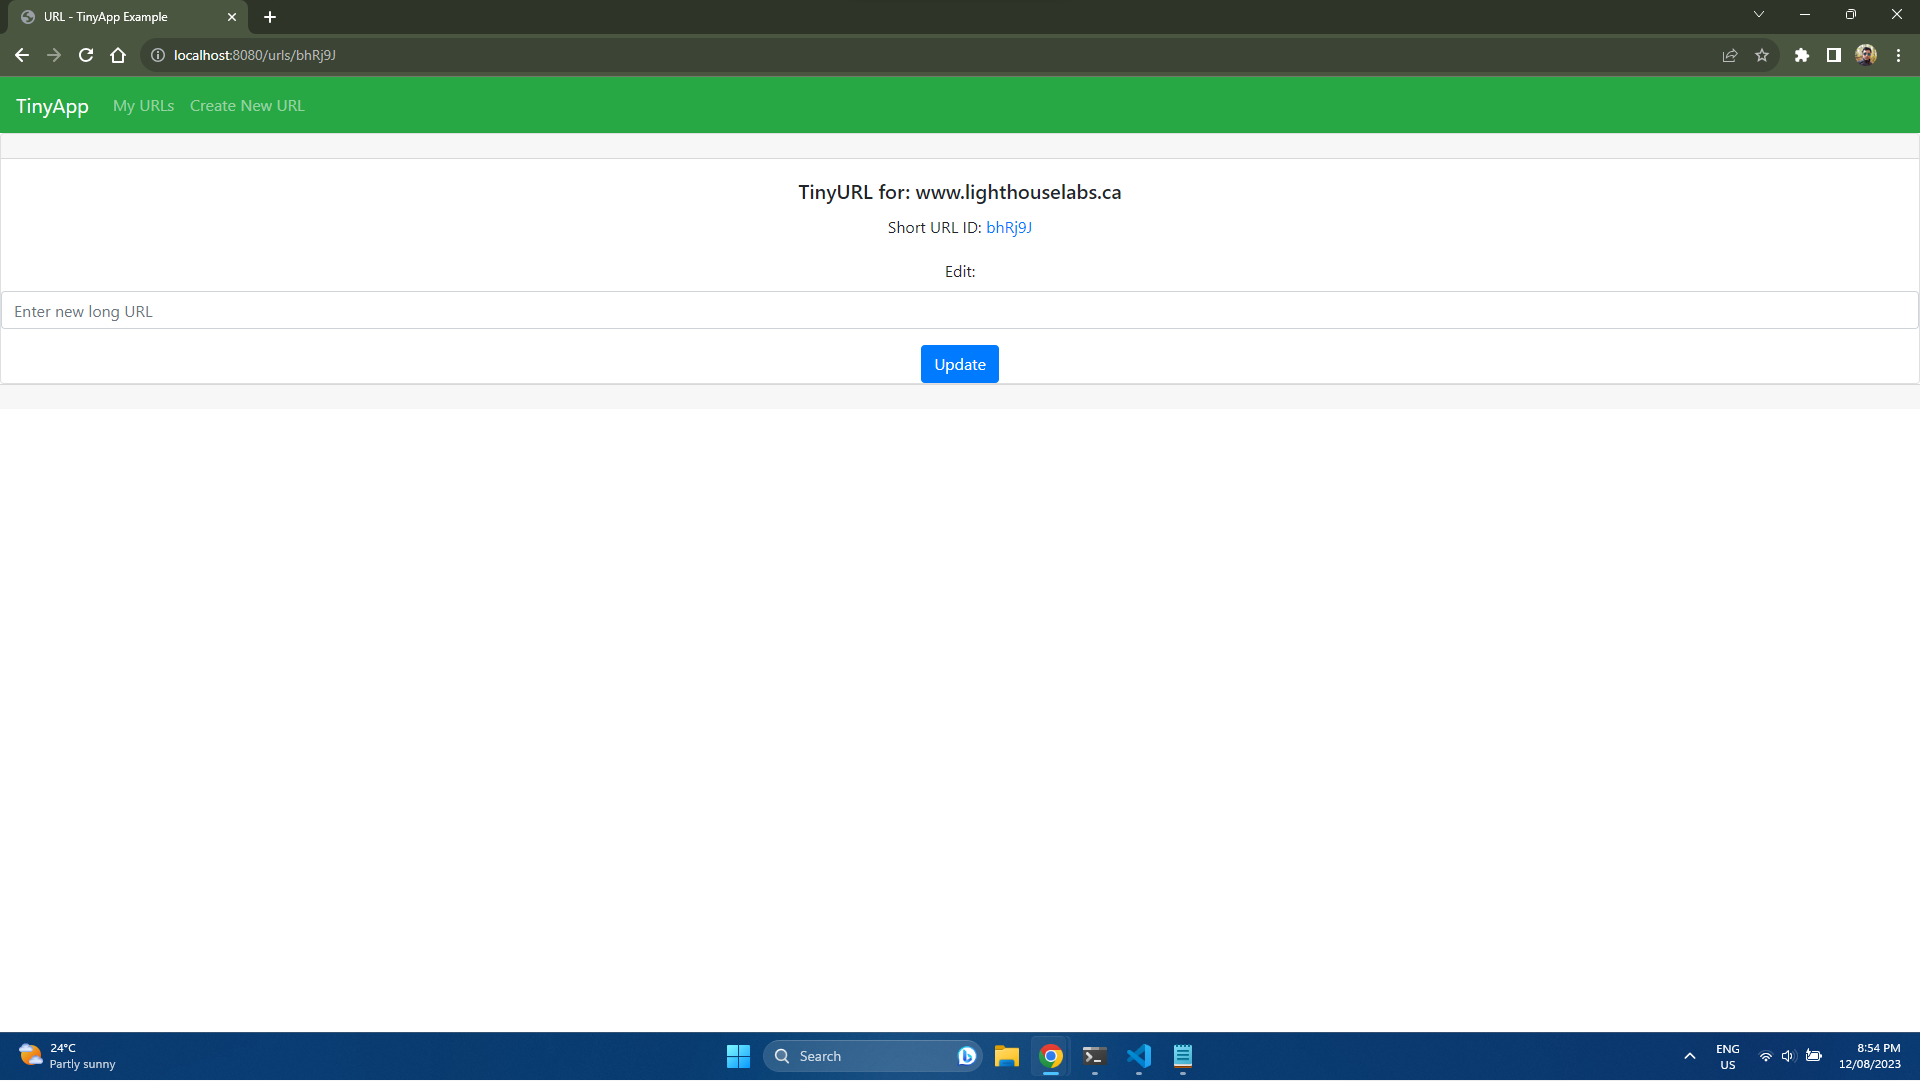 URL - TinyApp Example
localhost:8080/urls/bhRj9J
TinyApp My URLs Create New URL
TinyURL for: www.lighthouselabs.ca
Short URL ID: bhRj9J
Edit:
Enter new long URL
Update
24°C
Partly sunny
Search
ENG
US
8:54 PM
12/08/2023